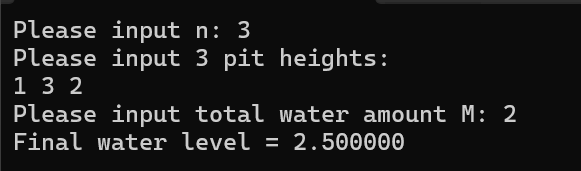 Please input n: 3
Please input 3 pit heights:
1 3 2
Please input total water amount M: 2
Final water level = 2.500000